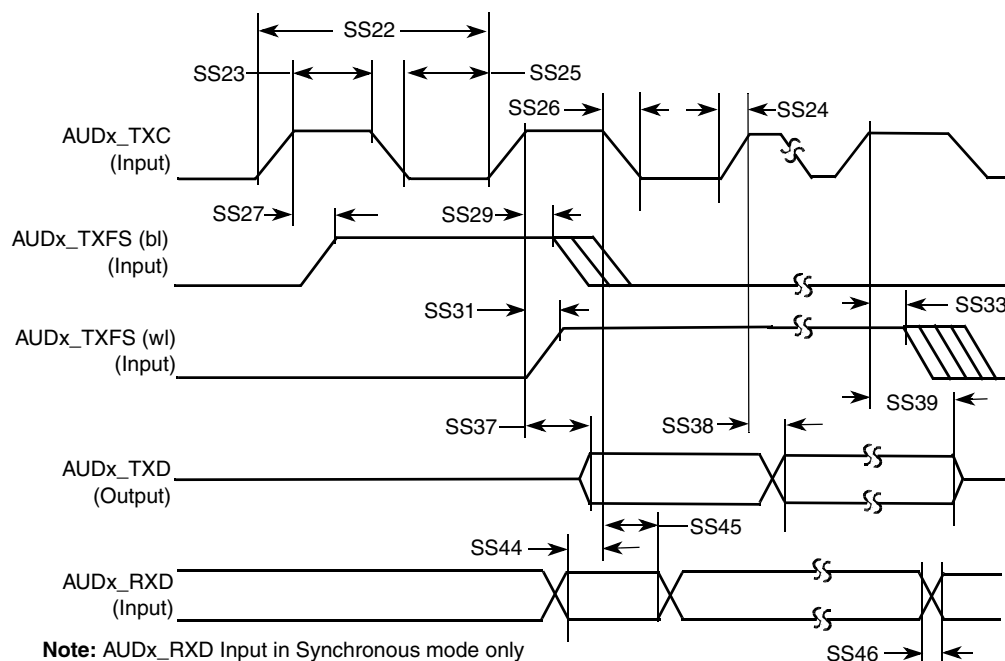 SS22
SS23
SS25
SS26
SS24
AUDx_TXC
(Input)
SS27
SS29
AUDx_TXFS (bl)
(Input)
SS31
SS33
AUDx_TXFS (wl)
(Input)
SS39
SS37
SS38
AUDx_TXD
(Output)
SS45
SS44
AUDx_RXD
(Input)
Note: AUDx_RXD Input in Synchronous mode only
SS46